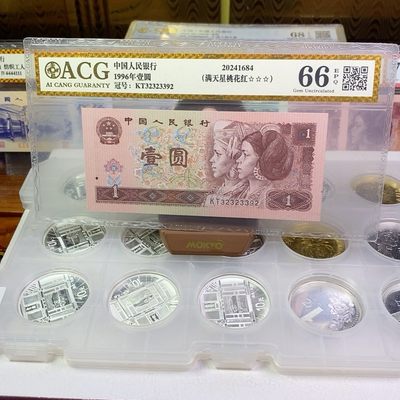 ACG
AI CANG GUARANTY
中国人民银行
1996年壹圆
冠号: KT32323392
20241684
(满天星桃花红☆☆☆)
66 EPQ
Gem Uncirculated
中国人民银行
壹圆
1
KT32323392
1
MOKYO